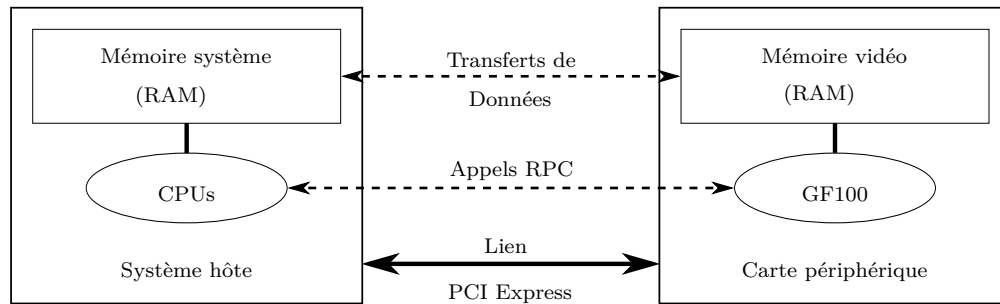 Mémoire système
(RAM)
CPUs
Système hôte
Transferts de
Données
Appels RPC
Lien
PCI Express
Mémoire vidéo
(RAM)
GF100
Carte périphérique